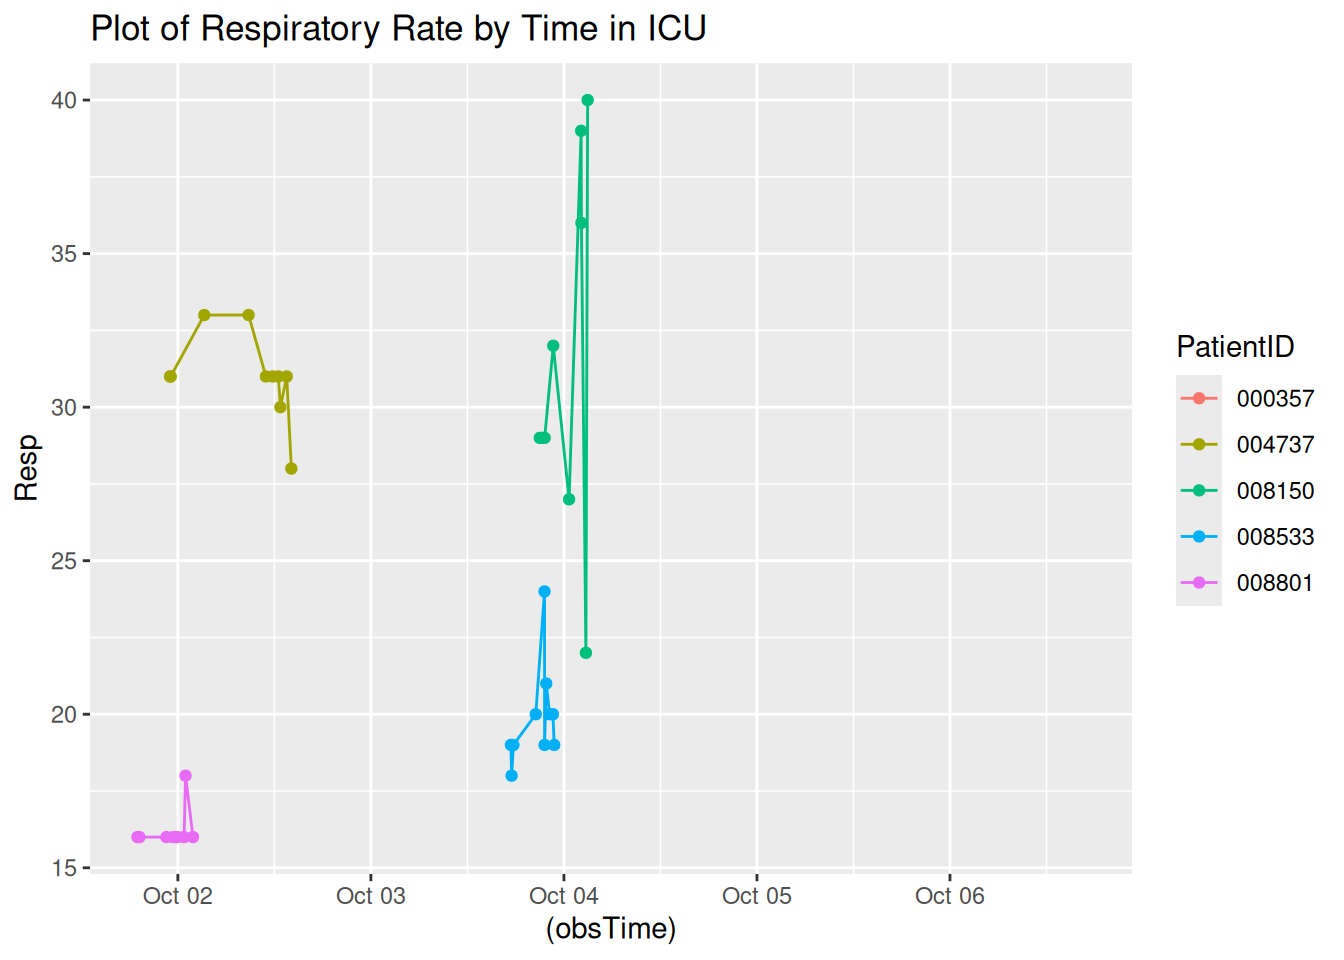 Plot of Respiratory Rate by Time in ICU
40
35
30
25
20
15
Resp
Oct 02
Oct 03
Oct 04
Oct 05
Oct 06
(obsTime)
PatientID
000357
004737
008150
008533
008801